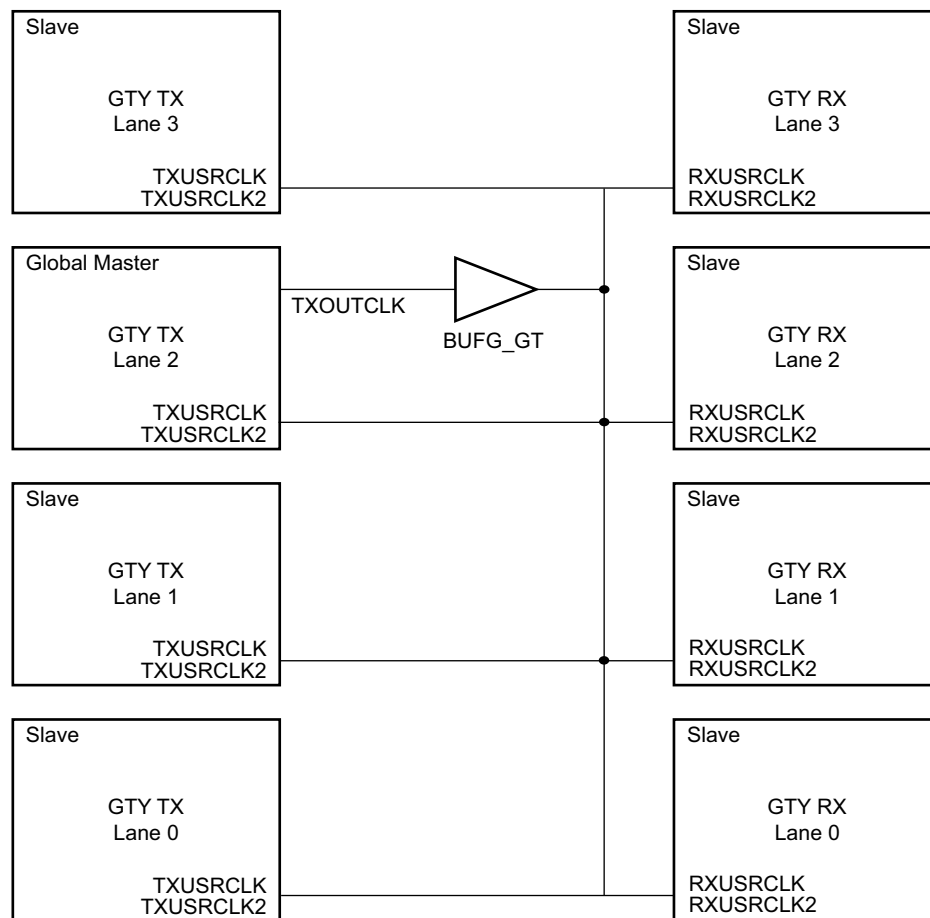 Slave
GTY TX
Lane 3
TXUSRCLK
TXUSRCLK2
Slave
GTY RX
Lane 3
RXUSRCLK
RXUSRCLK2
Global Master
GTY TX
Lane 2
TXOUTCLK
BUFG_GT
TXUSRCLK
TXUSRCLK2
Slave
GTY RX
Lane 2
RXUSRCLK
RXUSRCLK2
Slave
GTY TX
Lane 1
TXUSRCLK
TXUSRCLK2
Slave
GTY RX
Lane 1
RXUSRCLK
RXUSRCLK2
Slave
GTY TX
Lane 0
TXUSRCLK
TXUSRCLK2
Slave
GTY RX
Lane 0
RXUSRCLK
RXUSRCLK2